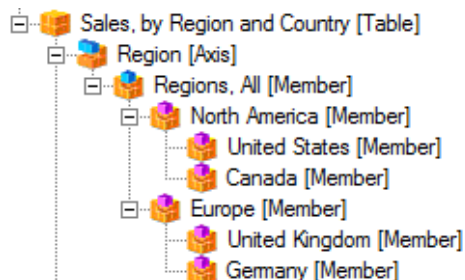 Sales, by Region and Country [Table]
Region [Axis]
Regions, All [Member]
North America [Member]
United States [Member]
Canada [Member]
Europe [Member]
United Kingdom [Member]
Germany [Member]